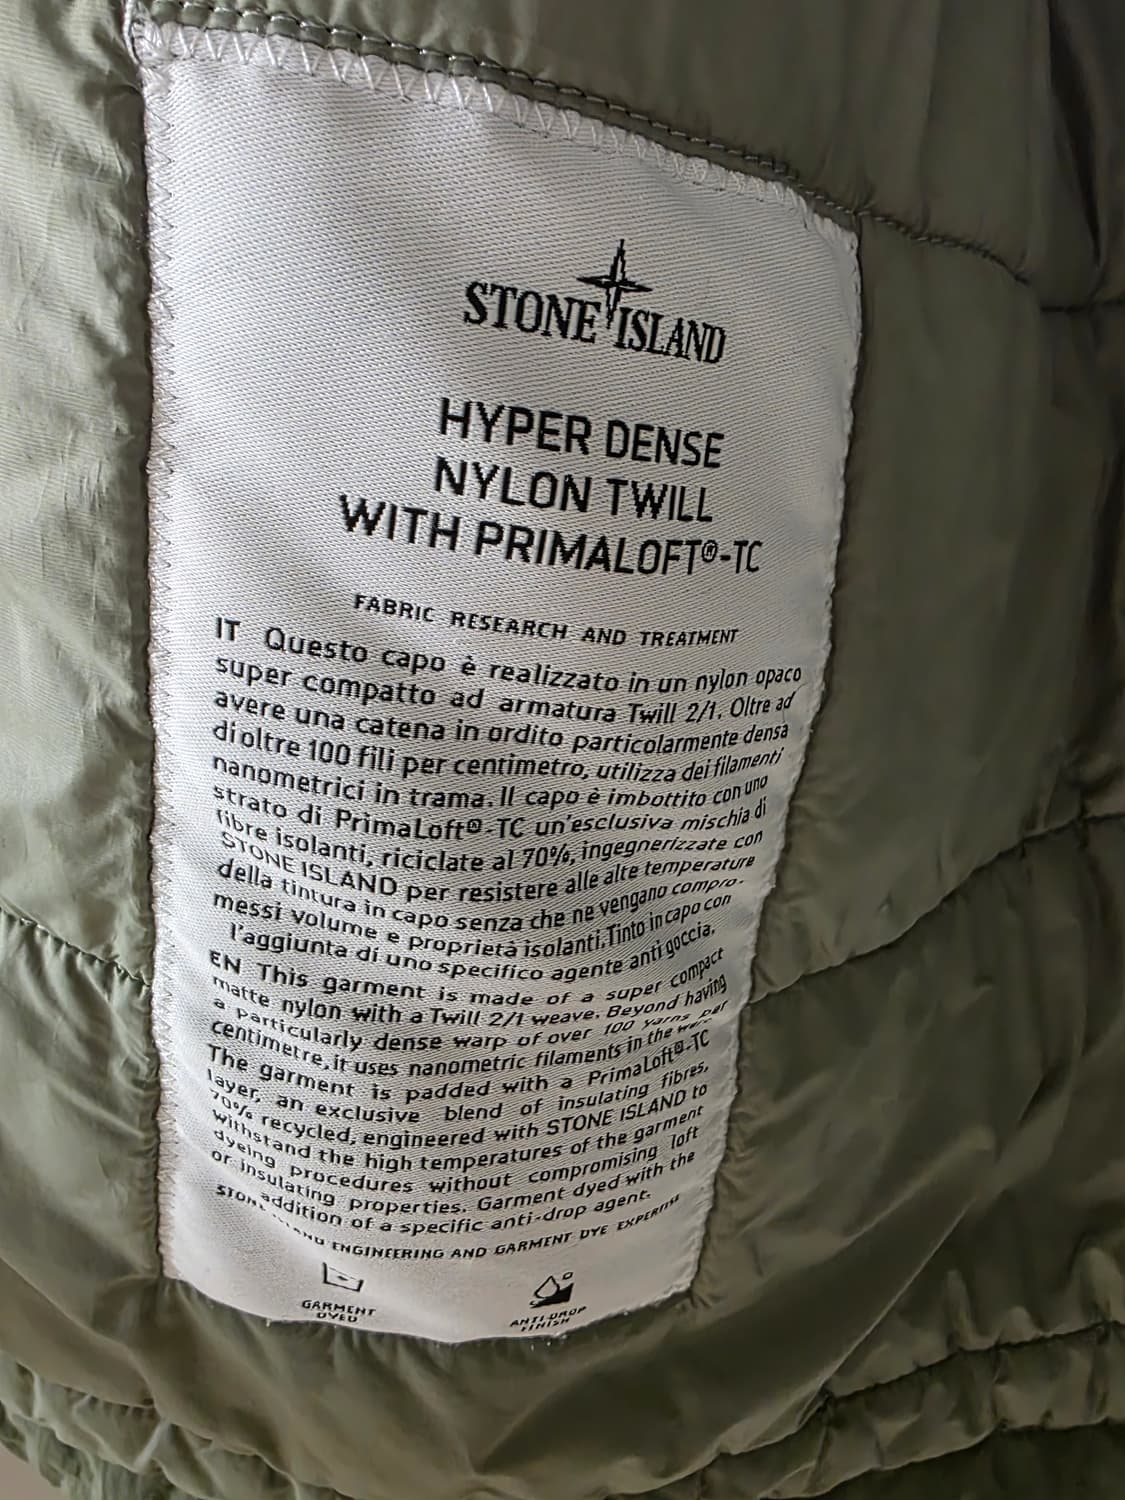 STONE ISLAND
HYPER DENSE
NYLON TWILL
WITH PRIMALOFT®-TC
FABRIC RESEARCH AND TREATMENT
IT Questo capo è realizzato in un nylon opaco
super compatto ad armatura Twill 2/1. Oltre ad
avere una catena in ordito particolarmente densa
di oltre 100 fili per centimetro, utilizza dei filamenti
nanometrici in trama. Il capo è imbottito con uno
strato di PrimaLoft®-TC un'esclusiva mischia di
fibre isolanti, riciclate al 70%, ingegnerizzate con
STONE ISLAND per resistere alle alte temperature
della tintura in capo senza che ne vengano compro-
messi volume e proprietà isolanti. Tinto in capo con
l'aggiunta di uno specifico agente anti goccia.
EN This garment is made of a super compact
matte nylon with a Twill 2/1 weave. Beyond having
a particularly dense warp of over 100 yarns per
centimetre, it uses nanometric filaments in the
The garment is padded with a PrimaLoft®-TC
layer, an exclusive blend of insulating fibres,
70% recycled, engineered with STONE ISLAND to
withstand the high temperatures of the garment
dyeing procedures without compromising loft
or insulating properties. Garment dyed with the
addition of a specific anti-drop agent.
STONE ISLAND ENGINEERING AND GARMENT DYE EXPERTISE
GARMENT
DYED
ANTI-DROP
FINISH